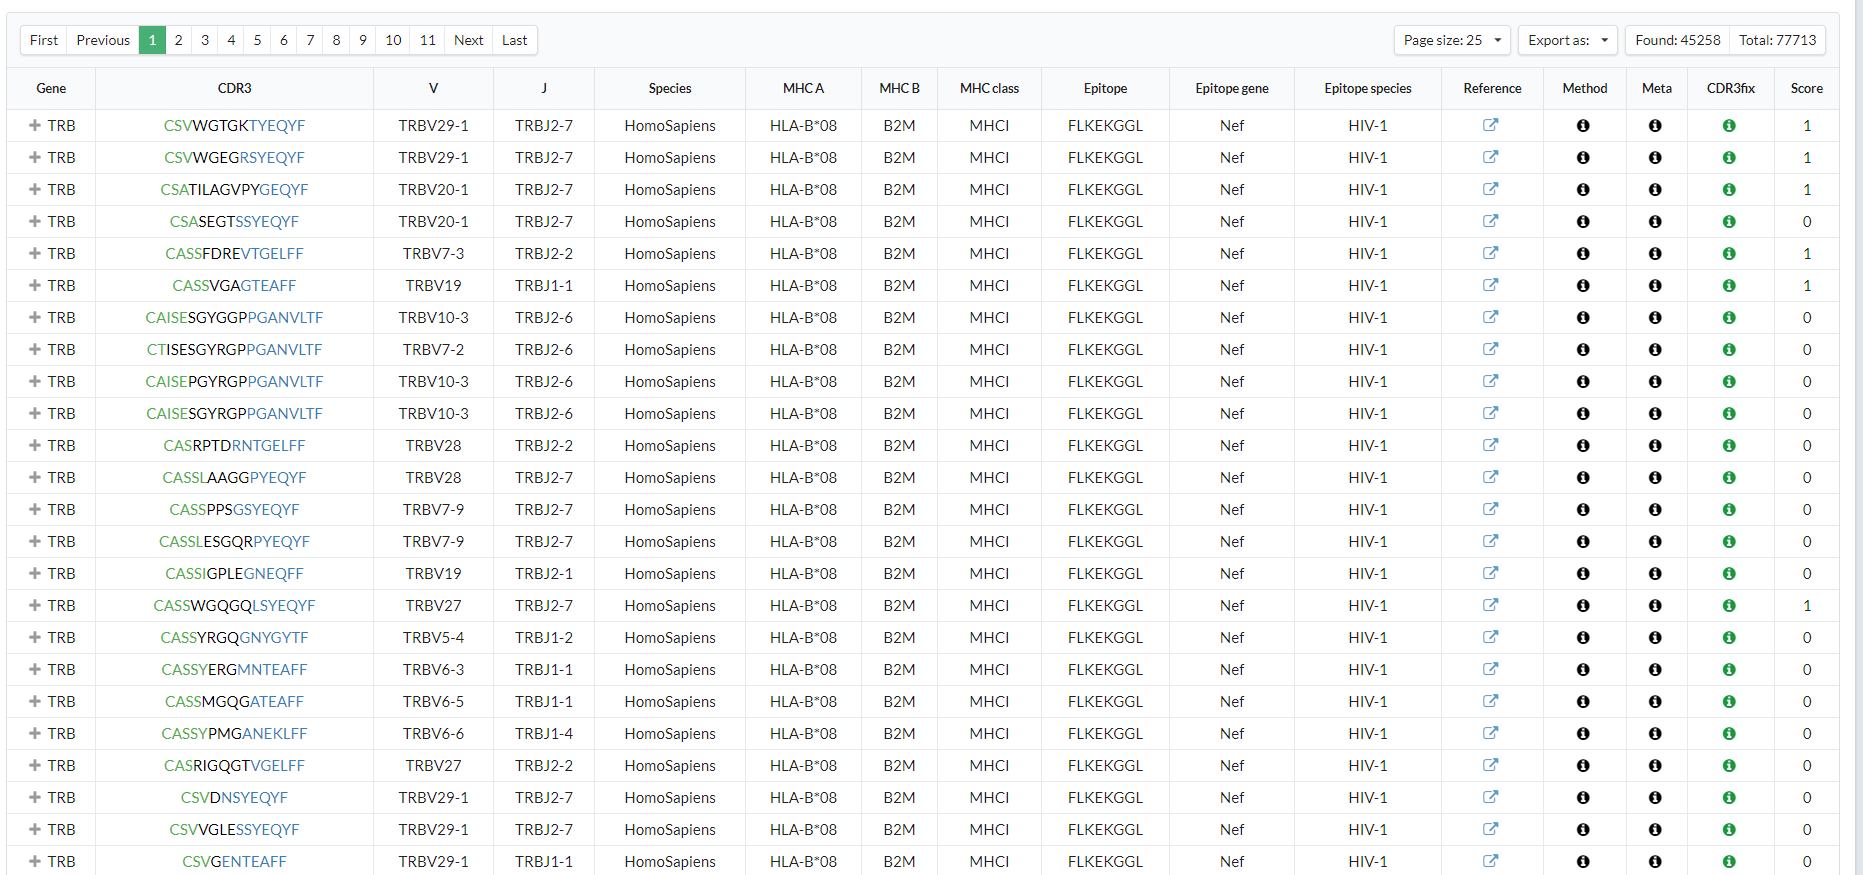 First Previous 1 2 3 4 5 6 7 8 9 10 11 Next Last Page size: 25 Export as: Found: 45258 Total: 77713
Gene CDR3 V J Species MHC A MHC B MHC class Epitope Epitope gene Epitope species Reference Method Meta CDR3fix Score
TRB CSVWGTGKTYEQYF TRBV29-1 TRBJ2-7 HomoSapiens HLA-B*08 B2M MHCI FLKEKGGL Nef HIV-1 1
TRB CSVWGEGRSYEQYF TRBV29-1 TRBJ2-7 HomoSapiens HLA-B*08 B2M MHCI FLKEKGGL Nef HIV-1 1
TRB CSATILAGVPYGEQYF TRBV20-1 TRBJ2-7 HomoSapiens HLA-B*08 B2M MHCI FLKEKGGL Nef HIV-1 1
TRB CSASEGTSSYEQYF TRBV20-1 TRBJ2-7 HomoSapiens HLA-B*08 B2M MHCI FLKEKGGL Nef HIV-1 0
TRB CASSFDREVTGELFF TRBV7-3 TRBJ2-2 HomoSapiens HLA-B*08 B2M MHCI FLKEKGGL Nef HIV-1 1
TRB CASSVGAGTEAFF TRBV19 TRBJ1-1 HomoSapiens HLA-B*08 B2M MHCI FLKEKGGL Nef HIV-1 1
TRB CAISESGYGGPPGANVLTF TRBV10-3 TRBJ2-6 HomoSapiens HLA-B*08 B2M MHCI FLKEKGGL Nef HIV-1 0
TRB CTISESGYRGPPGANVLTF TRBV7-2 TRBJ2-6 HomoSapiens HLA-B*08 B2M MHCI FLKEKGGL Nef HIV-1 0
TRB CAISEPGYRGPPGANVLTF TRBV10-3 TRBJ2-6 HomoSapiens HLA-B*08 B2M MHCI FLKEKGGL Nef HIV-1 0
TRB CAISESGYRGPPGANVLTF TRBV10-3 TRBJ2-6 HomoSapiens HLA-B*08 B2M MHCI FLKEKGGL Nef HIV-1 0
TRB CASRPTDRNTGELFF TRBV28 TRBJ2-2 HomoSapiens HLA-B*08 B2M MHCI FLKEKGGL Nef HIV-1 0
TRB CASSLAAGGPYEQYF TRBV28 TRBJ2-7 HomoSapiens HLA-B*08 B2M MHCI FLKEKGGL Nef HIV-1 0
TRB CASSPPSGSYEQYF TRBV7-9 TRBJ2-7 HomoSapiens HLA-B*08 B2M MHCI FLKEKGGL Nef HIV-1 0
TRB CASSLESGQRPYEQYF TRBV7-9 TRBJ2-7 HomoSapiens HLA-B*08 B2M MHCI FLKEKGGL Nef HIV-1 0
TRB CASSIGPLEGNEQFF TRBV19 TRBJ2-1 HomoSapiens HLA-B*08 B2M MHCI FLKEKGGL Nef HIV-1 0
TRB CASSWGQGQLSYEQYF TRBV27 TRBJ2-7 HomoSapiens HLA-B*08 B2M MHCI FLKEKGGL Nef HIV-1 1
TRB CASSYRGQGNYGYTF TRBV5-4 TRBJ1-2 HomoSapiens HLA-B*08 B2M MHCI FLKEKGGL Nef HIV-1 0
TRB CASSYERGMNTEAFF TRBV6-3 TRBJ1-1 HomoSapiens HLA-B*08 B2M MHCI FLKEKGGL Nef HIV-1 0
TRB CASSMGQGATEAFF TRBV6-5 TRBJ1-1 HomoSapiens HLA-B*08 B2M MHCI FLKEKGGL Nef HIV-1 0
TRB CASSYPMGANEKLFF TRBV6-6 TRBJ1-4 HomoSapiens HLA-B*08 B2M MHCI FLKEKGGL Nef HIV-1 0
TRB CASRIGQGTVGELFF TRBV27 TRBJ2-2 HomoSapiens HLA-B*08 B2M MHCI FLKEKGGL Nef HIV-1 0
TRB CSVDNSYEQYF TRBV29-1 TRBJ2-7 HomoSapiens HLA-B*08 B2M MHCI FLKEKGGL Nef HIV-1 0
TRB CSVVGLESSYEQYF TRBV29-1 TRBJ2-7 HomoSapiens HLA-B*08 B2M MHCI FLKEKGGL Nef HIV-1 0
TRB CSVGENTEAFF TRBV29-1 TRBJ1-1 HomoSapiens HLA-B*08 B2M MHCI FLKEKGGL Nef HIV-1 0